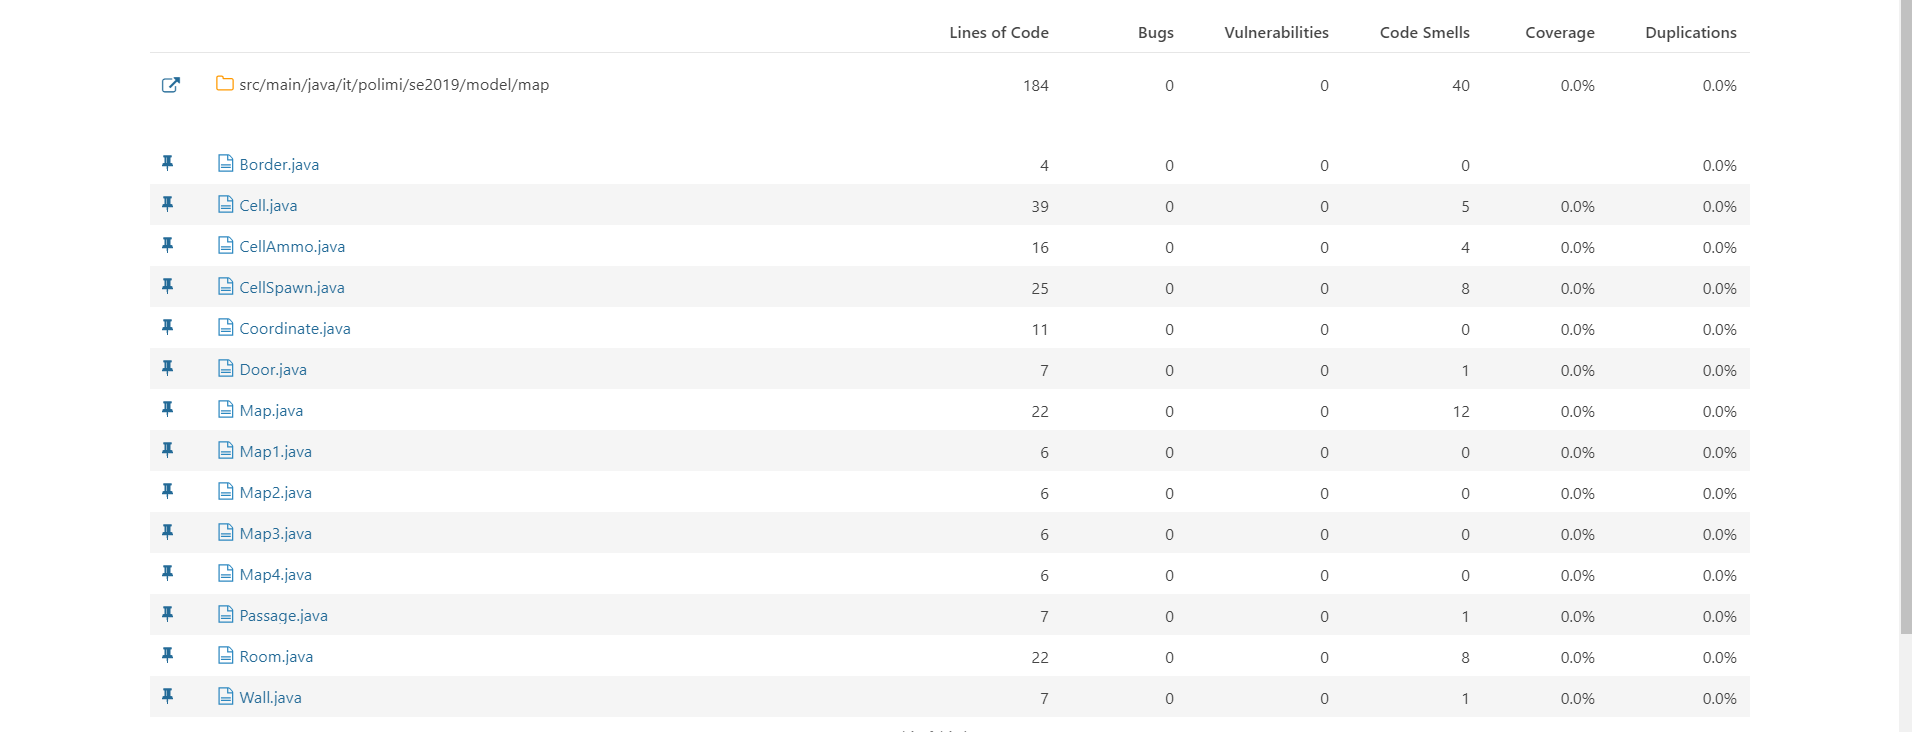 Lines of Code Bugs Vulnerabilities Code Smells Coverage Duplications
src/main/java/it/polimi/se2019/model/map 184 0 0 40 0.0% 0.0%
Border.java 4 0 0 0 0.0%
Cell.java 39 0 0 5 0.0% 0.0%
CellAmmo.java 16 0 0 4 0.0% 0.0%
CellSpawn.java 25 0 0 8 0.0% 0.0%
Coordinate.java 11 0 0 0 0.0% 0.0%
Door.java 7 0 0 1 0.0% 0.0%
Map.java 22 0 0 12 0.0% 0.0%
Map1.java 6 0 0 0 0.0% 0.0%
Map2.java 6 0 0 0 0.0% 0.0%
Map3.java 6 0 0 0 0.0% 0.0%
Map4.java 6 0 0 0 0.0% 0.0%
Passage.java 7 0 0 1 0.0% 0.0%
Room.java 22 0 0 8 0.0% 0.0%
Wall.java 7 0 0 1 0.0% 0.0%